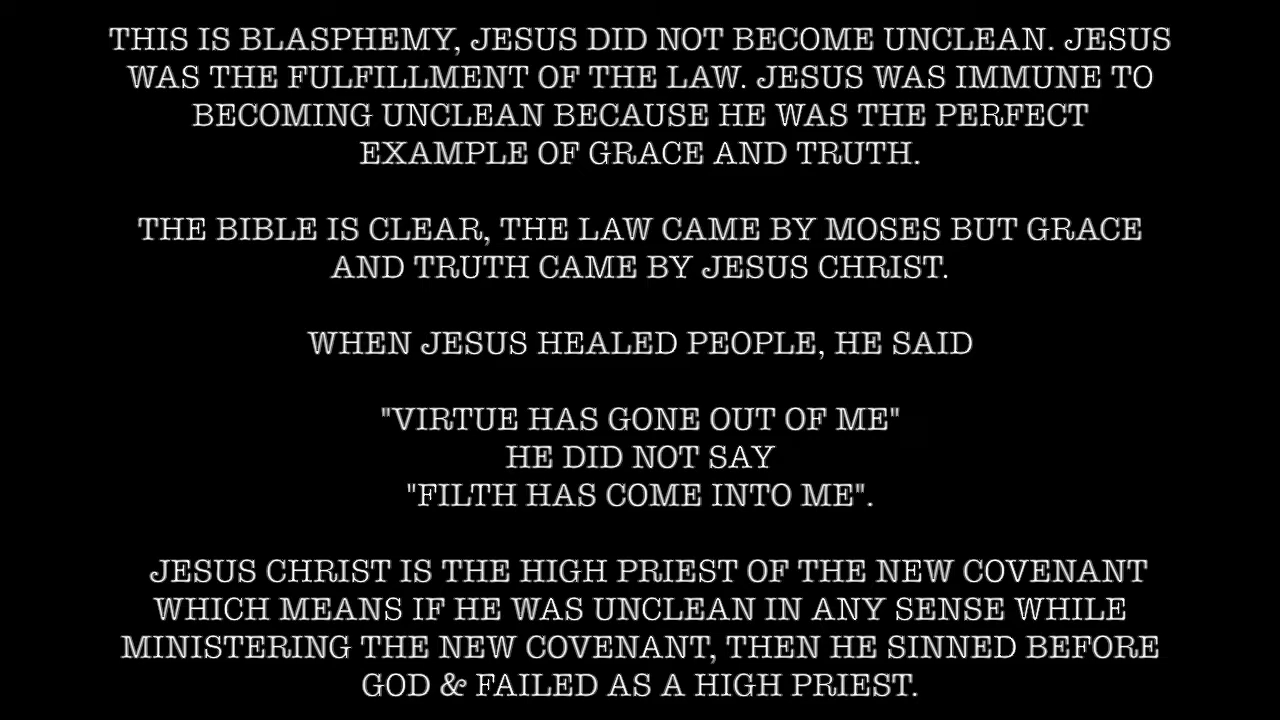 THIS IS BLASPHEMY, JESUS DID NOT BECOME UNCLEAN. JESUS
WAS THE FULFILLMENT OF THE LAW. JESUS WAS IMMUNE TO
BECOMING UNCLEAN BECAUSE HE WAS THE PERFECT
EXAMPLE OF GRACE AND TRUTH.
THE BIBLE IS CLEAR, THE LAW CAME BY MOSES BUT GRACE
AND TRUTH CAME BY JESUS CHRIST.
WHEN JESUS HEALED PEOPLE, HE SAID
"VIRTUE HAS GONE OUT OF ME"
HE DID NOT SAY
"FILTH HAS COME INTO ME".
JESUS CHRIST IS THE HIGH PRIEST OF THE NEW COVENANT
WHICH MEANS IF HE WAS UNCLEAN IN ANY SENSE WHILE
MINISTERING THE NEW COVENANT, THEN HE SINNED BEFORE
GOD & FAILED AS A HIGH PRIEST.